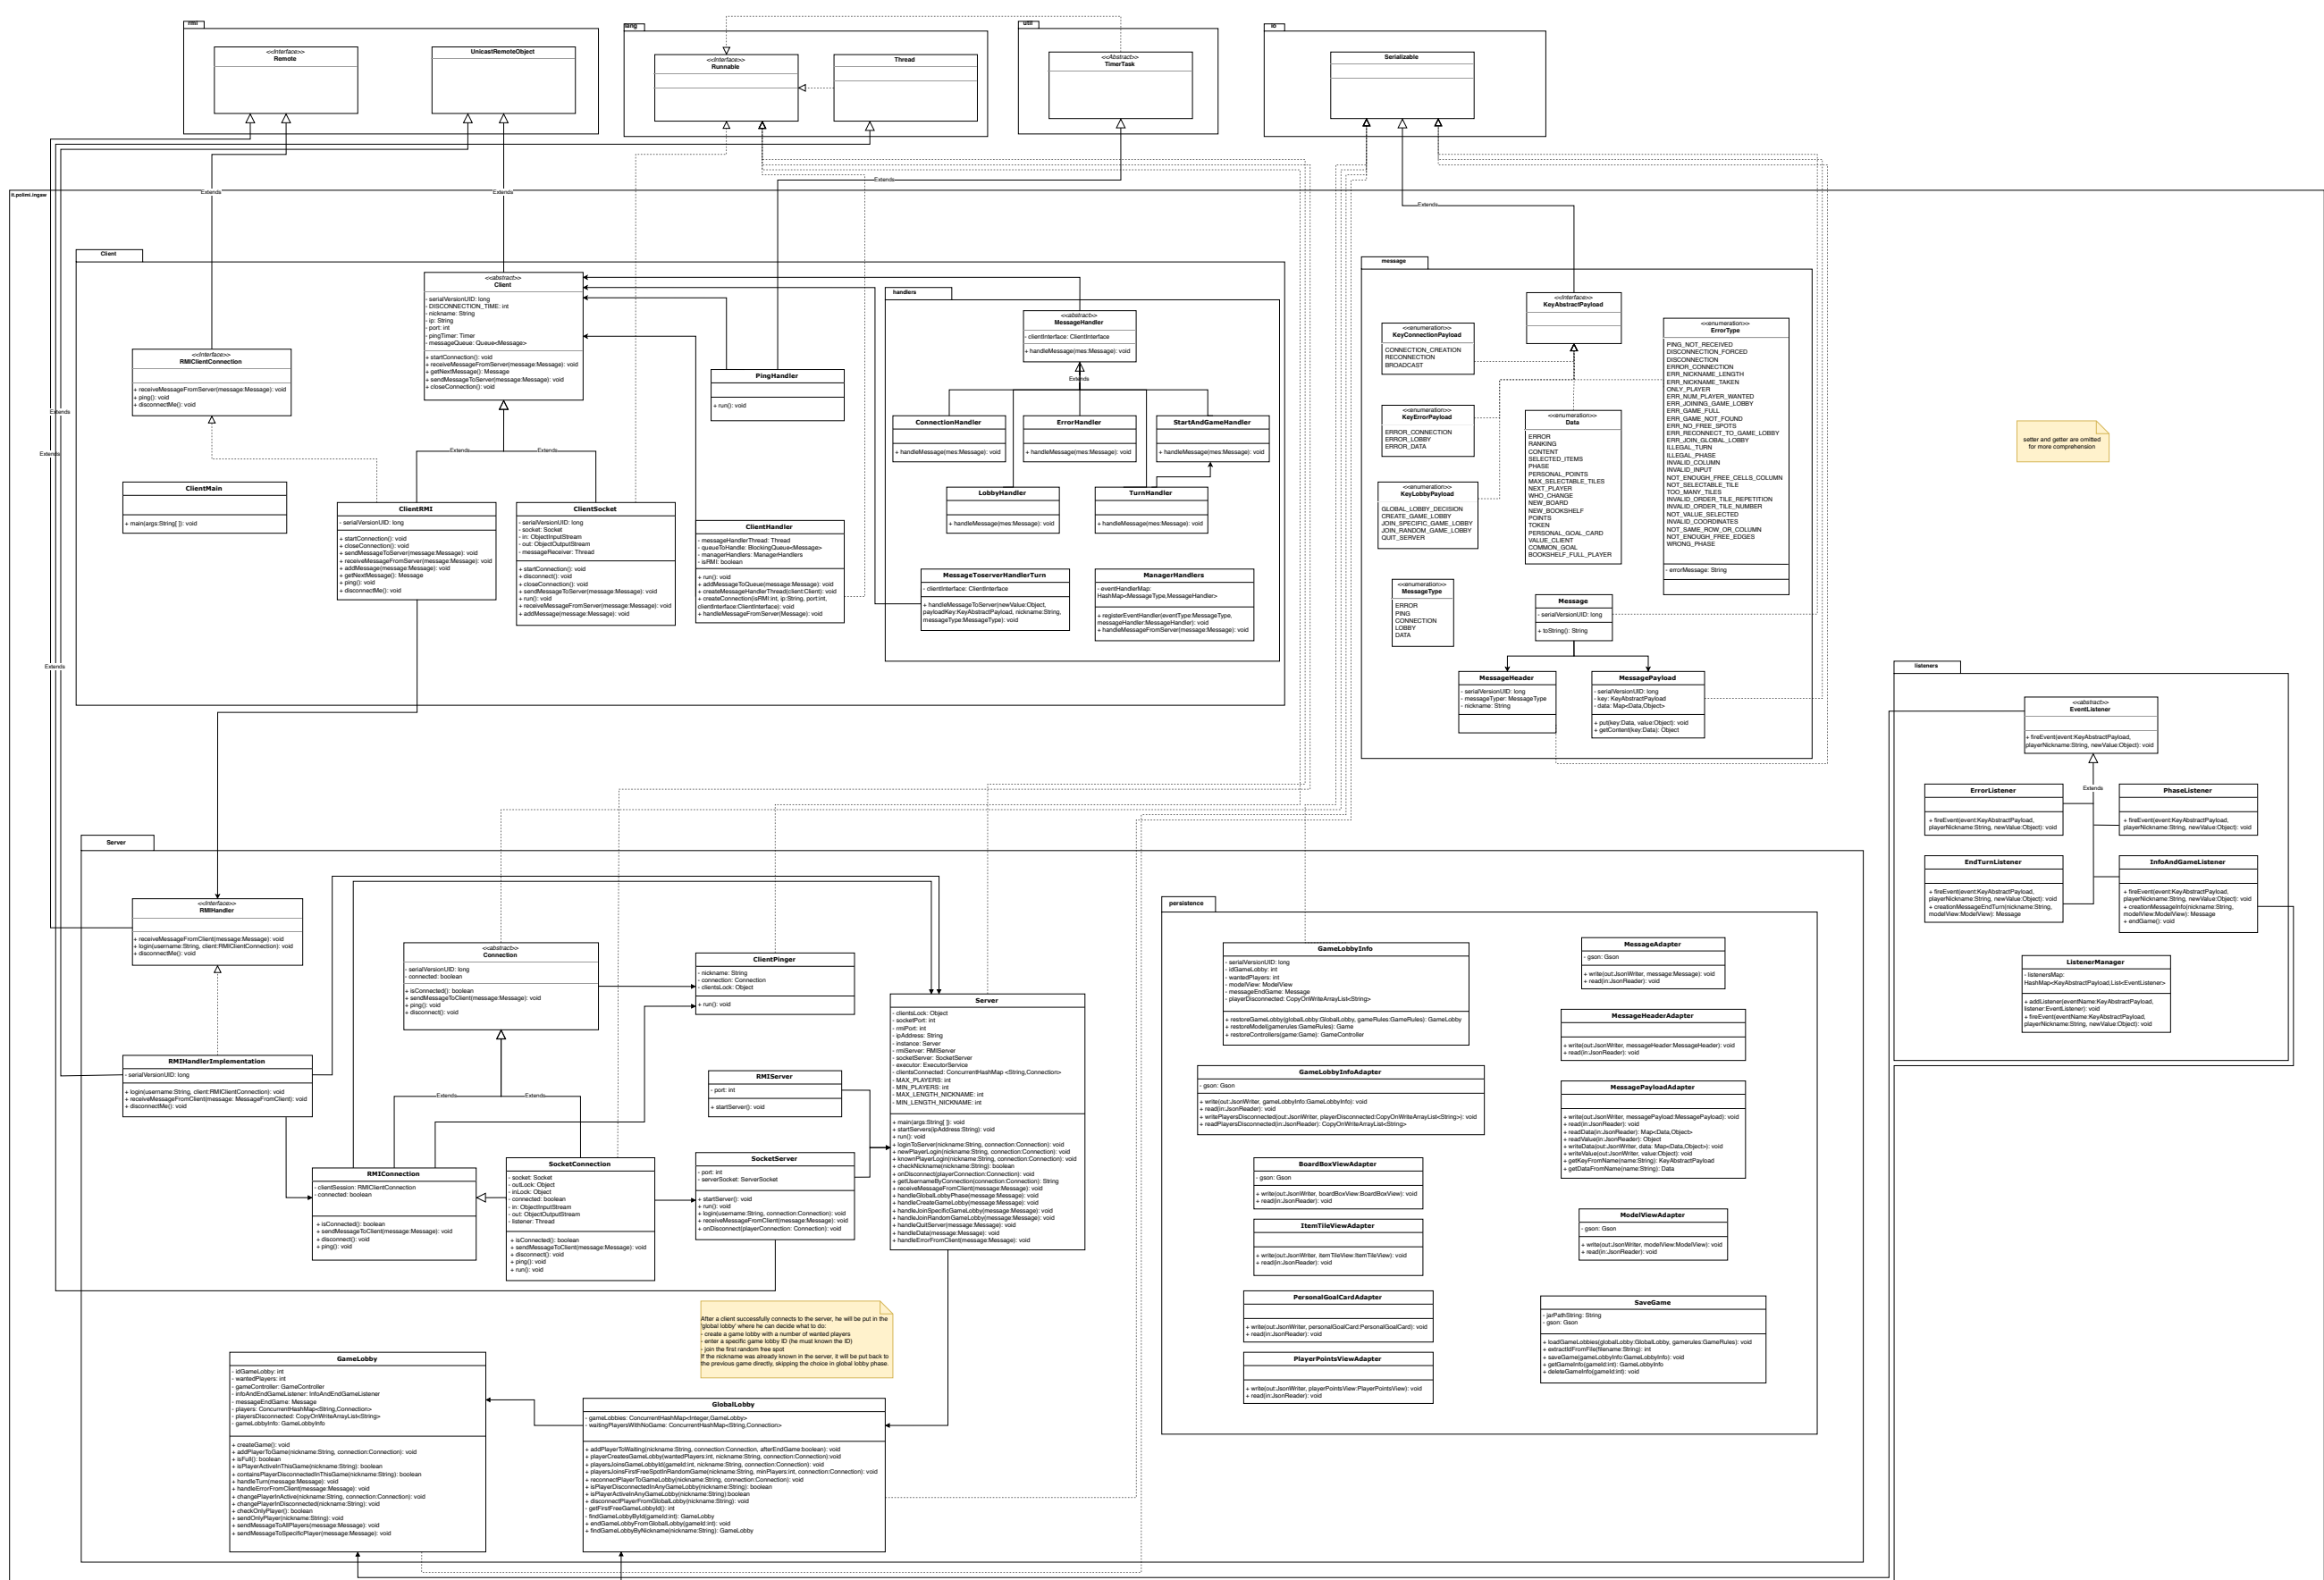 rmi
<<Interface>>
Remote
UnicastRemoteObject
lang
<<Interface>>
Runnable
Thread
util
<<Abstract>>
TimerTask
io
Serializable
it.polimi.ingsw
Extends
Extends
Extends
Extends
Extends
Extends
Client
<<abstract>>
Client
- serialVersionUID: long
- DISCONNECTION_TIME: int
- nickname: String
- ip: String
- port: int
- pingTimer: Timer
- messageQueue: Queue<Message>
+ startConnection(): void
+ receiveMessageFromServer(message:Message): void
+ getNextMessage(): Message
+ sendMessageToServer(message:Message): void
+ closeConnection(): void
<<Interface>>
RMIClientConnection
+ receiveMessageFromServer(message:Message): void
+ ping(): void
+ disconnectMe(): void
PingHandler
+ run(): void
Extends
Extends
ClientMain
+ main(args:String[ ]): void
ClientRMI
- serialVersionUID: long
+ startConnection(): void
+ closeConnection(): void
+ sendMessageToServer(message:Message): void
+ receiveMessageFromServer(message:Message): void
+ addMessage(message:Message): void
+ getNextMessage(): Message
+ ping(): void
+ disconnectMe(): void
ClientSocket
- serialVersionUID: long
- socket: Socket
- in: ObjectInputStream
- out: ObjectOutputStream
- messageReceiver: Thread
+ startConnection(): void
+ disconnect(): void
+ closeConnection(): void
+ sendMessageToServer(message:Message): void
+ run(): void
+ receiveMessageFromServer(message:Message): void
+ addMessage(message:Message): void
ClientHandler
- messageHandlerThread: Thread
- queueToHandle: BlockingQueue<Message>
- managerHandlers: ManagerHandlers
- isRMI: boolean
+ run(): void
+ addMessageToQueue(message:Message): void
+ createMessageHandlerThread(client:Client): void
+ createConnection(isRMI:int, ip:String, port:int,
clientInterface:ClientInterface): void
+ handleMessageFromServer(Message): void
handlers
<<abstract>>
MessageHandler
- clientInterface: ClientInterface
+ handleMessage(mes:Message): void
Extends
ConnectionHandler
+ handleMessage(mes:Message): void
ErrorHandler
+ handleMessage(mes:Message): void
StartAndGameHandler
+ handleMessage(mes:Message): void
LobbyHandler
+ handleMessage(mes:Message): void
TurnHandler
+ handleMessage(mes:Message): void
MessageToserverHandlerTurn
- clientInterface: ClientInterface
+ handleMessageToServer(newValue:Object,
payloadKey:KeyAbstractPayload, nickname:String,
messageType:MessageType): void
ManagerHandlers
- eventHandlerMap:
HashMap<MessageType,MessageHandler>
+ registerEventHandler(eventType:MessageType,
messageHandler:MessageHandler): void
+ handleMessageFromServer(message:Message): void
message
<<Interface>>
KeyAbstractPayload
<<enumeration>>
KeyConnectionPayload
CONNECTION_CREATION
RECONNECTION
BROADCAST
<<enumeration>>
KeyErrorPayload
ERROR_CONNECTION
ERROR_LOBBY
ERROR_DATA
<<enumeration>>
KeyLobbyPayload
GLOBAL_LOBBY_DECISION
CREATE_GAME_LOBBY
JOIN_SPECIFIC_GAME_LOBBY
JOIN_RANDOM_GAME_LOBBY
QUIT_SERVER
<<enumeration>>
MessageType
ERROR
PING
CONNECTION
LOBBY
DATA
<<enumeration>>
Data
ERROR
RANKING
CONTENT
SELECTED_ITEMS
PHASE
PERSONAL_POINTS
MAX_SELECTABLE_TILES
NEXT_PLAYER
WHO_CHANGE
NEW_BOARD
NEW_BOOKSHELF
POINTS
TOKEN
PERSONAL_GOAL_CARD
VALUE_CLIENT
COMMON_GOAL
BOOKSHELF_FULL_PLAYER
<<enumeration>>
ErrorType
PING_NOT_RECEIVED
DISCONNECTION_FORCED
DISCONNECTION
ERROR_CONNECTION
ERR_NICKNAME_LENGTH
ERR_NICKNAME_TAKEN
ONLY_PLAYER
ERR_NUM_PLAYER_WANTED
ERR_JOINING_GAME_LOBBY
ERR_GAME_FULL
ERR_GAME_NOT_FOUND
ERR_NO_FREE_SPOTS
ERR_RECONNECT_TO_GAME_LOBBY
ERR_JOIN_GLOBAL_LOBBY
ILLEGAL_TURN
ILLEGAL_PHASE
INVALID_COLUMN
INVALID_INPUT
NOT_ENOUGH_FREE_CELLS_COLUMN
NOT_SELECTABLE_TILE
TOO_MANY_TILES
INVALID_ORDER_TILE_REPETITION
INVALID_ORDER_TILE_NUMBER
NOT_VALUE_SELECTED
INVALID_COORDINATES
NOT_SAME_ROW_OR_COLUMN
NOT_ENOUGH_FREE_EDGES
WRONG_PHASE
- errorMessage: String
Message
- serialVersionUID: long
+ toString(): String
MessageHeader
- serialVersionUID: long
- messageTyper: MessageType
- nickname: String
MessagePayload
- serialVersionUID: long
- key: KeyAbstractPayload
- data: Map<Data,Object>
+ put(key:Data, value:Object): void
+ getContent(key:Data): Object
setter and getter are omitted
for more comprehension
listeners
<<abstract>>
EventListener
+ fireEvent(event:KeyAbstractPayload,
playerNickname:String, newValue:Object): void
Extends
ErrorListener
+ fireEvent(event:KeyAbstractPayload,
playerNickname:String, newValue:Object): void
PhaseListener
+ fireEvent(event:KeyAbstractPayload,
playerNickname:String, newValue:Object): void
EndTurnListener
+ fireEvent(event:KeyAbstractPayload,
playerNickname:String, newValue:Object): void
+ creationMessageEndTurn(nickname:String,
modelView:ModelView): Message
InfoAndGameListener
+ fireEvent(event:KeyAbstractPayload,
playerNickname:String, newValue:Object): void
+ creationMessageInfo(nickname:String,
modelView:ModelView): Message
+ endGame(): void
ListenerManager
- listenersMap:
HashMap<KeyAbstractPayload,List<EventListener>
+ addListener(eventName:KeyAbstractPayload,
listener:EventListener): void
+ fireEvent(eventName:KeyAbstractPayload,
playerNickname:String, newValue:Object): void
Server
<<Interface>>
RMIHandler
+ receiveMessageFromClient(message:Message): void
+ login(username:String, client:RMIClientConnection): void
+ disconnectMe(): void
<<abstract>>
Connection
- serialVersionUID: long
- connected: boolean
+ isConnected(): boolean
+ sendMessageToClient(message:Message): void
+ ping(): void
+ disconnect(): void
ClientPinger
- nickname: String
- connection: Connection
- clientsLock: Object
+ run(): void
Server
- clientsLock: Object
- socketPort: int
- rmiPort: int
- ipAddress: String
- instance: Server
- rmiServer: RMIServer
- socketServer: SocketServer
- executor: ExecutorService
- clientsConnected: ConcurrentHashMap <String,Connection>
- MAX_PLAYERS: int
- MIN_PLAYERS: int
- MAX_LENGTH_NICKNAME: int
- MIN_LENGTH_NICKNAME: int
+ main(args:String[ ]): void
+ startServers(ipAddress:String): void
+ run(): void
+ loginToServer(nickname:String, connection:Connection): void
+ newPlayerLogin(nickname:String, connection:Connection): void
+ knownPlayerLogin(nickname:String, connection:Connection): void
+ checkNickname(nickname:String): boolean
+ onDisconnect(playerConnection:Connection): void
+ getUsernameByConnection(connection:Connection): String
+ receiveMessageFromClient(message:Message): void
+ handleGlobalLobbyPhase(message:Message): void
+ handleCreateGameLobby(message:Message): void
+ handleJoinSpecificGameLobby(message:Message): void
+ handleJoinRandomGameLobby(message:Message): void
+ handleQuitServer(message:Message): void
+ handleData(message:Message): void
+ handleErrorFromClient(message:Message): void
RMIHandlerImplementation
- serialVersionUID: long
+ login(username:String, client:RMIClientConnection): void
+ receiveMessageFromClient(message: MessageFromClient): void
+ disconnectMe(): void
Extends
Extends
RMIServer
- port: int
+ startServer(): void
RMIConnection
- clientSession: RMIClientConnection
- connected: boolean
+ isConnected(): boolean
+ sendMessageToClient(message:Message): void
+ disconnect(): void
+ ping(): void
SocketConnection
- socket: Socket
- outLock: Object
- inLock: Object
- connected: boolean
- in: ObjectInputStream
- out: ObjectOutputStream
- listener: Thread
+ isConnected(): boolean
+ sendMessageToClient(message:Message): void
+ disconnect(): void
+ ping(): void
+ run(): void
SocketServer
- port: int
- serverSocket: ServerSocket
+ startServer(): void
+ run(): void
+ login(username:String, connection:Connection): void
+ receiveMessageFromClient(message:Message): void
+ onDisconnect(playerConnection: Connection): void
After a client successfully connects to the server, he will be put in the
'global lobby' where he can decide what to do:
- create a game lobby with a number of wanted players
- enter a specific game lobby ID (he must known the ID)
- join the first random free spot
If the nickname was already known in the server, it will be put back to
the previous game directly, skipping the choice in global lobby phase.
GameLobby
- idGameLobby: int
- wantedPlayers: int
- gameController: GameController
- infoAndEndGameListener: InfoAndEndGameListener
- messageEndGame: Message
- players: ConcurrentHashMap<String,Connection>
- playersDisconnected: CopyOnWriteArrayList<String>
- gameLobbyInfo: GameLobbyInfo
+ createGame(): void
+ addPlayerToGame(nickname:String, connection:Connection): void
+ isFull(): boolean
+ isPlayerActiveInThisGame(nickname:String): boolean
+ containsPlayerDisconnectedInThisGame(nickname:String): boolean
+ handleTurn(message:Message): void
+ handleErrorFromClient(message:Message): void
+ changePlayerInActive(nickname:String, connection:Connection): void
+ changePlayerInDisconnected(nickname:String): void
+ checkOnlyPlayer(): boolean
+ sendOnlyPlayer(nickname:String): void
+ sendMessageToAllPlayers(message:Message): void
+ sendMessageToSpecificPlayer(message:Message): void
GlobalLobby
- gameLobbies: ConcurrentHashMap<Integer,GameLobby>
- waitingPlayersWithNoGame: ConcurrentHashMap<String,Connection>
+ addPlayerToWaiting(nickname:String, connection:Connection, afterEndGame:boolean): void
+ playerCreatesGameLobby(wantedPlayers:int, nickname:String, connection:Connection):void
+ playersJoinsGameLobbyId(gameId:int, nickname:String, connection:Connection): void
+ playersJoinsFirstFreeSpotInRandomGame(nickname:String, minPlayers:int, connection:Connection): void
+ reconnectPlayerToGameLobby(nickname:String, connection:Connection): void
+ isPlayerDisconnectedInAnyGameLobby(nickname:String): boolean
+ isPlayerActiveInAnyGameLobby(nickname:String):boolean
+ disconnectPlayerFromGlobalLobby(nickname:String): void
- getFirstFreeGameLobbyId(): int
- findGameLobbyById(gameId:int): GameLobby
+ endGameLobbyFromGlobalLobby(gameId:int): void
+ findGameLobbyByNickname(nickname:String): GameLobby
persistence
GameLobbyInfo
- serialVersionUID: long
- idGameLobby: int
- wantedPlayers: int
- modelView: ModelView
- messageEndGame: Message
- playerDisconnected: CopyOnWriteArrayList<String>
+ restoreGameLobby(globalLobby:GlobalLobby, gameRules:GameRules): GameLobby
+ restoreModel(gamerules:GameRules): Game
+ restoreControllers(game:Game): GameController
GameLobbyInfoAdapter
- gson: Gson
+ write(out:JsonWriter, gameLobbyInfo:GameLobbyInfo): void
+ read(in:JsonReader): void
+ writePlayersDisconnected(out:JsonWriter, playerDisconnected:CopyOnWriteArrayList<String>): void
+ readPlayersDisconnected(in:JsonReader): CopyOnWriteArrayList<String>
BoardBoxViewAdapter
- gson: Gson
+ write(out:JsonWriter, boardBoxView:BoardBoxView): void
+ read(in:JsonReader): void
ItemTileViewAdapter
+ write(out:JsonWriter, itemTileView:ItemTileView): void
+ read(in:JsonReader): void
PersonalGoalCardAdapter
+ write(out:JsonWriter, personalGoalCard:PersonalGoalCard): void
+ read(in:JsonReader): void
PlayerPointsViewAdapter
+ write(out:JsonWriter, playerPointsView:PlayerPointsView): void
+ read(in:JsonReader): void
MessageAdapter
- gson: Gson
+ write(out:JsonWriter, message:Message): void
+ read(in:JsonReader): void
MessageHeaderAdapter
+ write(out:JsonWriter, messageHeader:MessageHeader): void
+ read(in:JsonReader): void
MessagePayloadAdapter
+ write(out:JsonWriter, messagePayload:MessagePayload): void
+ read(in:JsonReader): void
+ readData(in:JsonReader): Map<Data,Object>
+ readValue(in:JsonReader): Object
+ writeData(out:JsonWriter, data: Map<Data,Object>): void
+ writeValue(out:JsonWriter, value:Object): void
+ getKeyFromName(name:String): KeyAbstractPayload
+ getDataFromName(name:String): Data
ModelViewAdapter
- gson: Gson
+ write(out:JsonWriter, modelView:ModelView): void
+ read(in:JsonReader): void
SaveGame
- jarPathString: String
- gson: Gson
+ loadGameLobbies(globalLobby:GlobalLobby, gamerules:GameRules): void
+ extractIdFromFile(filename:String): int
+ saveGame(gameLobbyInfo:GameLobbyInfo): void
+ getGameInfo(gameId:int): GameLobbyInfo
+ deleteGameInfo(gameId:int): void